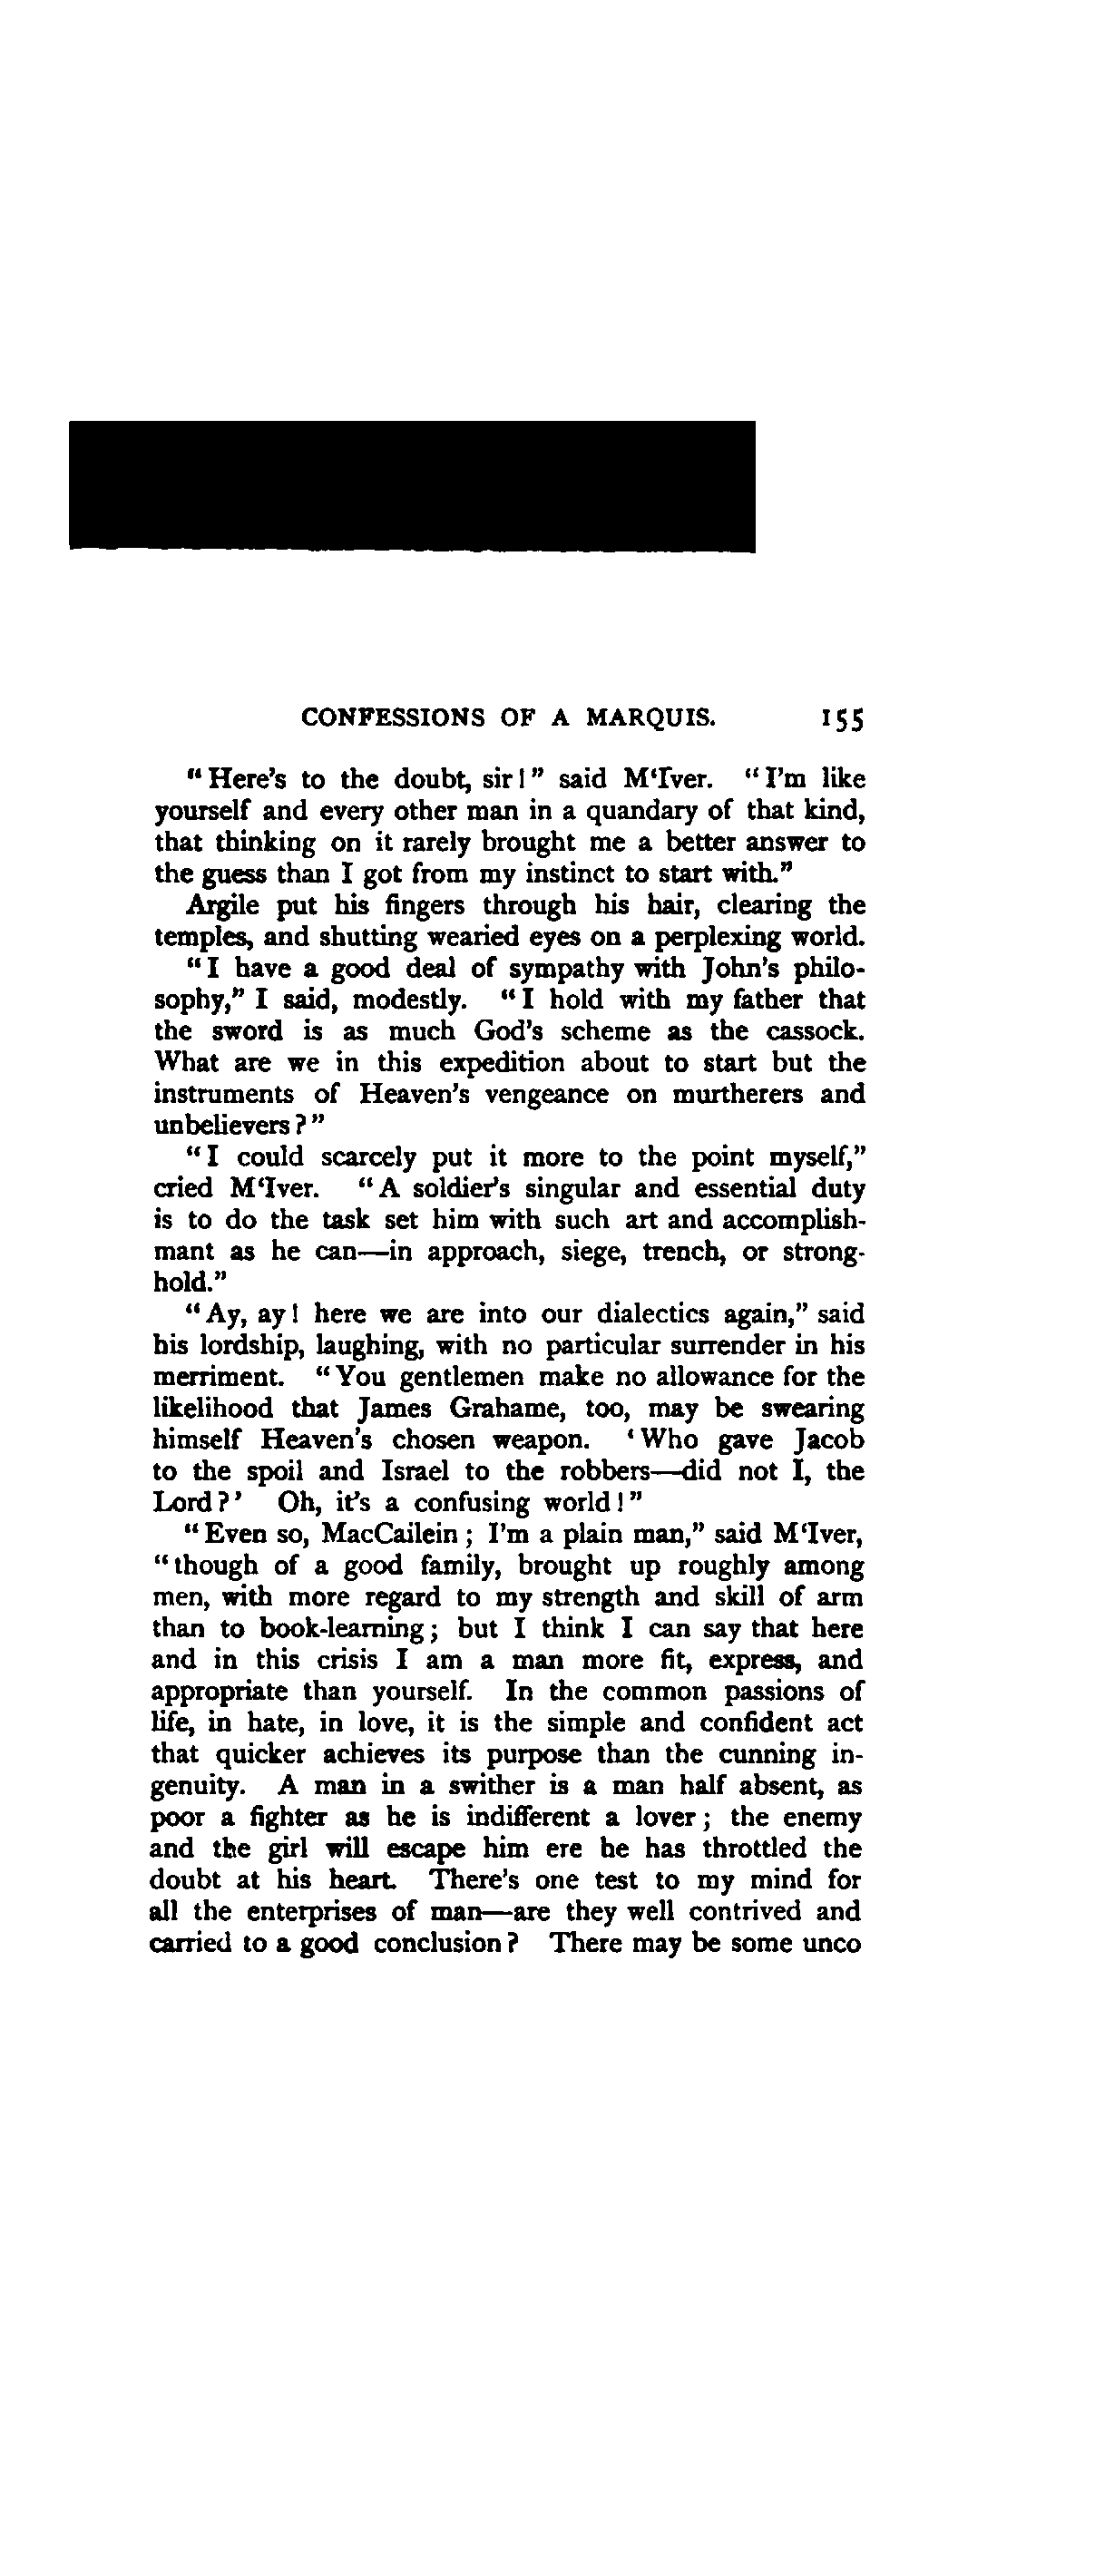 CONFESSIONS OF A MARQUIS. 155
"Here's to the doubt, sir!" said M'Iver. "I'm like
yourself and every other man in a quandary of that kind,
that thinking on it rarely brought me a better answer to
the guess than I got from my instinct to start with."
Argile put his fingers through his hair, clearing the
temples, and shutting wearied eyes on a perplexing world.
"I have a good deal of sympathy with John's philo-
sophy," I said, modestly. "I hold with my father that
the sword is as much God's scheme as the cassock.
What are we in this expedition about to start but the
instruments of Heaven's vengeance on murtherers and
unbelievers?"
"I could scarcely put it more to the point myself,"
cried M'Iver. "A soldier's singular and essential duty
is to do the task set him with such art and accomplish-
mant as he can—in approach, siege, trench, or strong-
hold."
"Ay, ay! here we are into our dialectics again," said
his lordship, laughing, with no particular surrender in his
merriment. "You gentlemen make no allowance for the
likelihood that James Grahame, too, may be swearing
himself Heaven's chosen weapon. 'Who gave Jacob
to the spoil and Israel to the robbers—did not I, the
Lord?' Oh, it's a confusing world!"
"Even so, MacCailein; I'm a plain man," said M'Iver,
"though of a good family, brought up roughly among
men, with more regard to my strength and skill of arm
than to book-learning; but I think I can say that here
and in this crisis I am a man more fit, express, and
appropriate than yourself. In the common passions of
life, in hate, in love, it is the simple and confident act
that quicker achieves its purpose than the cunning in-
genuity. A man in a swither is a man half absent, as
poor a fighter as he is indifferent a lover; the enemy
and the girl will escape him ere he has throttled the
doubt at his heart. There's one test to my mind for
all the enterprises of man—are they well contrived and
carried to a good conclusion? There may be some unco